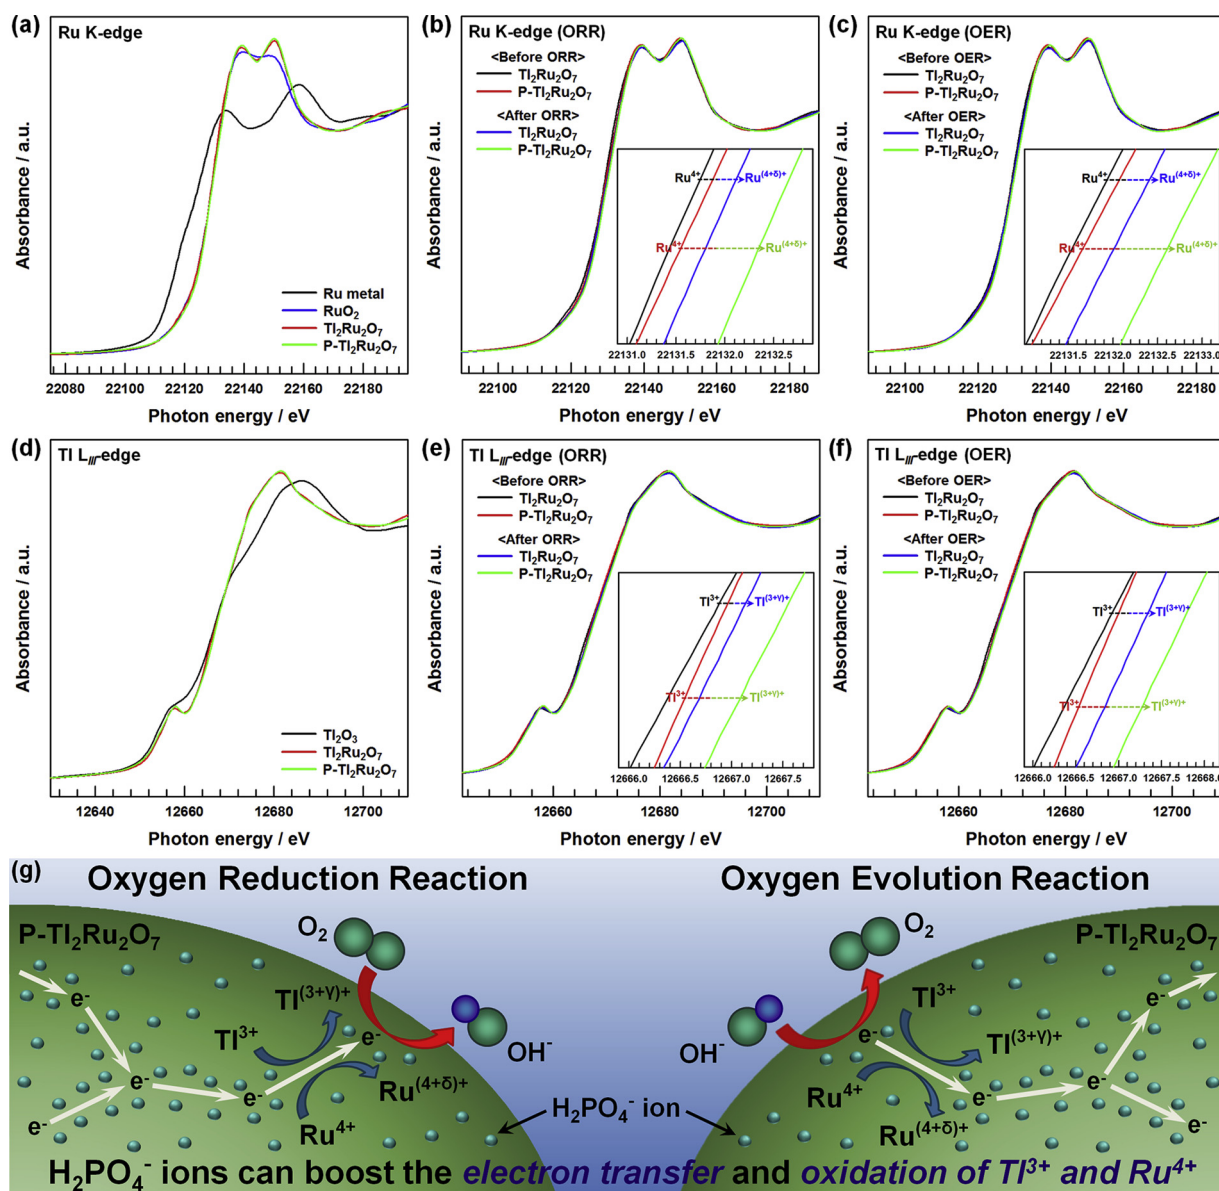 (a)
Ru K-edge
Absorbance / a.u.
Ru metal
RuO2
Tl2Ru2O7
P-Tl2Ru2O7
22080 22100 22120 22140 22160 22180
Photon energy / eV
(b)
Ru K-edge (ORR)
<Before ORR>
Tl2Ru2O7
P-Tl2Ru2O7
<After ORR>
Tl2Ru2O7
P-Tl2Ru2O7
Ru4+ Ru(4+δ)+
Ru4+ Ru(4+δ)+
22131.0 22131.5 22132.0 22132.5
Absorbance / a.u.
22100 22120 22140 22160 22180
Photon energy / eV
(c)
Ru K-edge (OER)
<Before OER>
Tl2Ru2O7
P-Tl2Ru2O7
<After OER>
Tl2Ru2O7
P-Tl2Ru2O7
Ru4+ Ru(4+δ)+
Ru4+ Ru(4+δ)+
22131.5 22132.0 22132.5 22133.0
Absorbance / a.u.
22100 22120 22140 22160 22180
Photon energy / eV
(d)
Tl LIII-edge
Absorbance / a.u.
Tl2O3
Tl2Ru2O7
P-Tl2Ru2O7
12640 12660 12680 12700
Photon energy / eV
(e)
Tl LIII-edge (ORR)
<Before ORR>
Tl2Ru2O7
P-Tl2Ru2O7
<After ORR>
Tl2Ru2O7
P-Tl2Ru2O7
Tl3+ Tl(3+γ)+
Tl3+ Tl(3+γ)+
12666.0 12666.5 12667.0 12667.5
Absorbance / a.u.
12660 12680 12700
Photon energy / eV
(f)
Tl LIII-edge (OER)
<Before OER>
Tl2Ru2O7
P-Tl2Ru2O7
<After OER>
Tl2Ru2O7
P-Tl2Ru2O7
Tl3+ Tl(3+γ)+
Tl3+ Tl(3+γ)+
12666.0 12666.5 12667.0 12667.5 12668.0
Absorbance / a.u.
12660 12680 12700
Photon energy / eV
(g)
Oxygen Reduction Reaction
P-Tl2Ru2O7
O2
e-
Tl(3+γ)+
Tl3+
e-
OH-
e-
e-
Ru(4+δ)+
e-
Ru4+
Oxygen Evolution Reaction
O2
P-Tl2Ru2O7
Tl3+
e-
OH-
e-
Tl(3+γ)+
Ru4+
e-
e-
Ru(4+δ)+
e-
H2PO4- ion
H2PO4- ions can boost the electron transfer and oxidation of Tl3+ and Ru4+